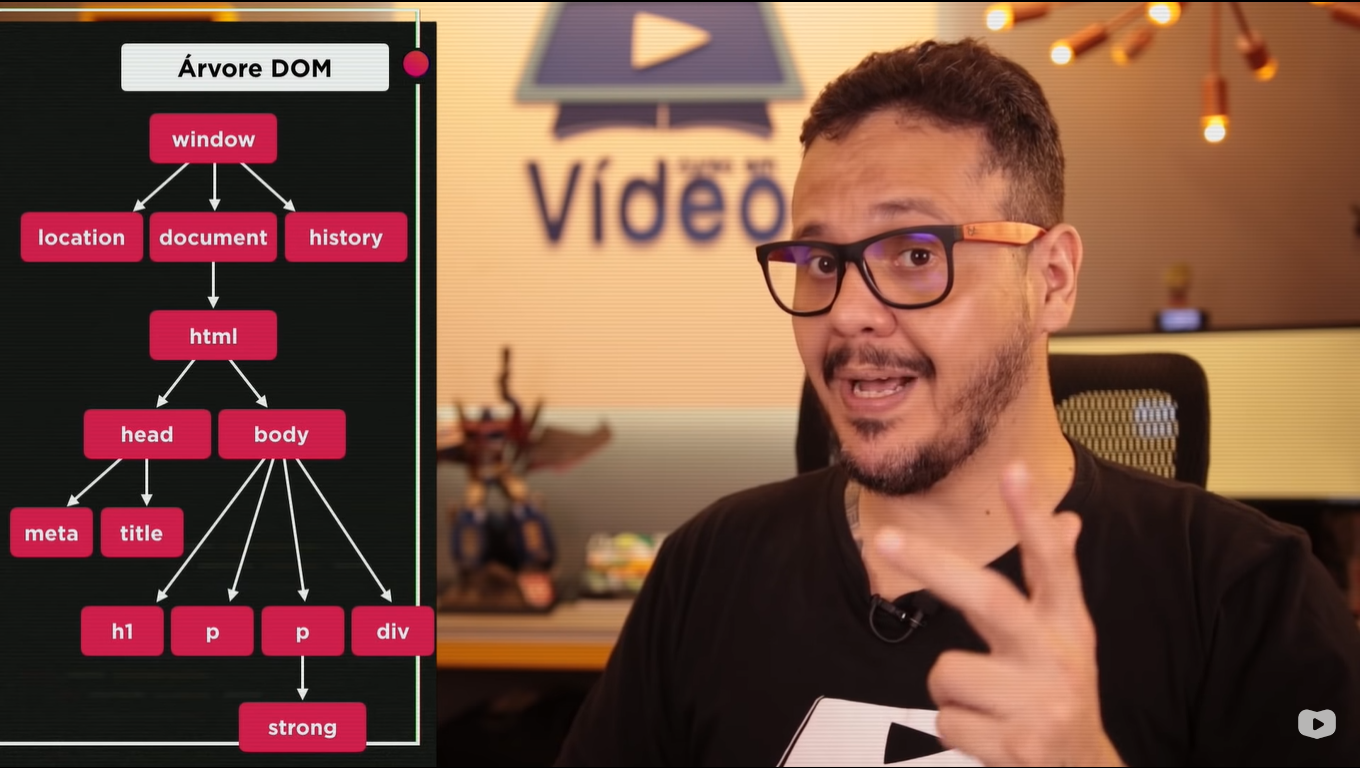 Árvore DOM
window
location document history
html
head body
meta title
h1 p p div
strong
Vídeo